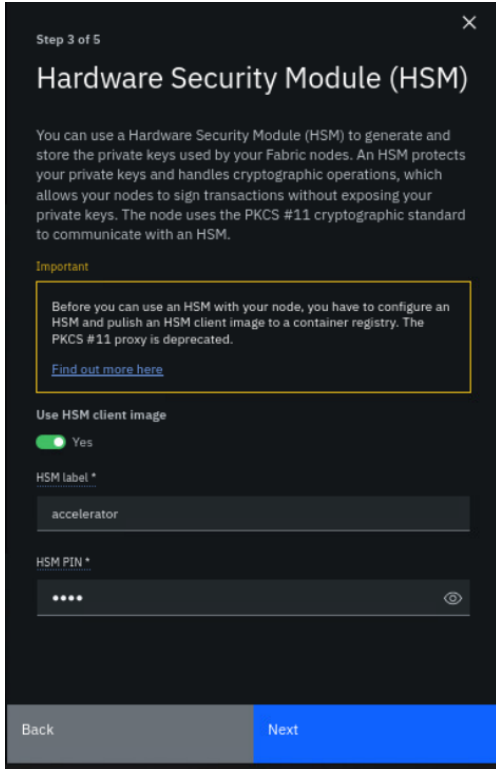 Step 3 of 5
Hardware Security Module (HSM)
You can use a Hardware Security Module (HSM) to generate and
store the private keys used by your Fabric nodes. An HSM protects
your private keys and handles cryptographic operations, which
allows your nodes to sign transactions without exposing your
private keys. The node uses the PKCS #11 cryptographic standard
to communicate with an HSM.
Important
Before you can use an HSM with your node, you have to configure an
HSM and pulish an HSM client image to a container registry. The
PKCS #11 proxy is deprecated.
Find out more here
Use HSM client image
Yes
HSM label *
accelerator
HSM PIN *
••••
Back
Next